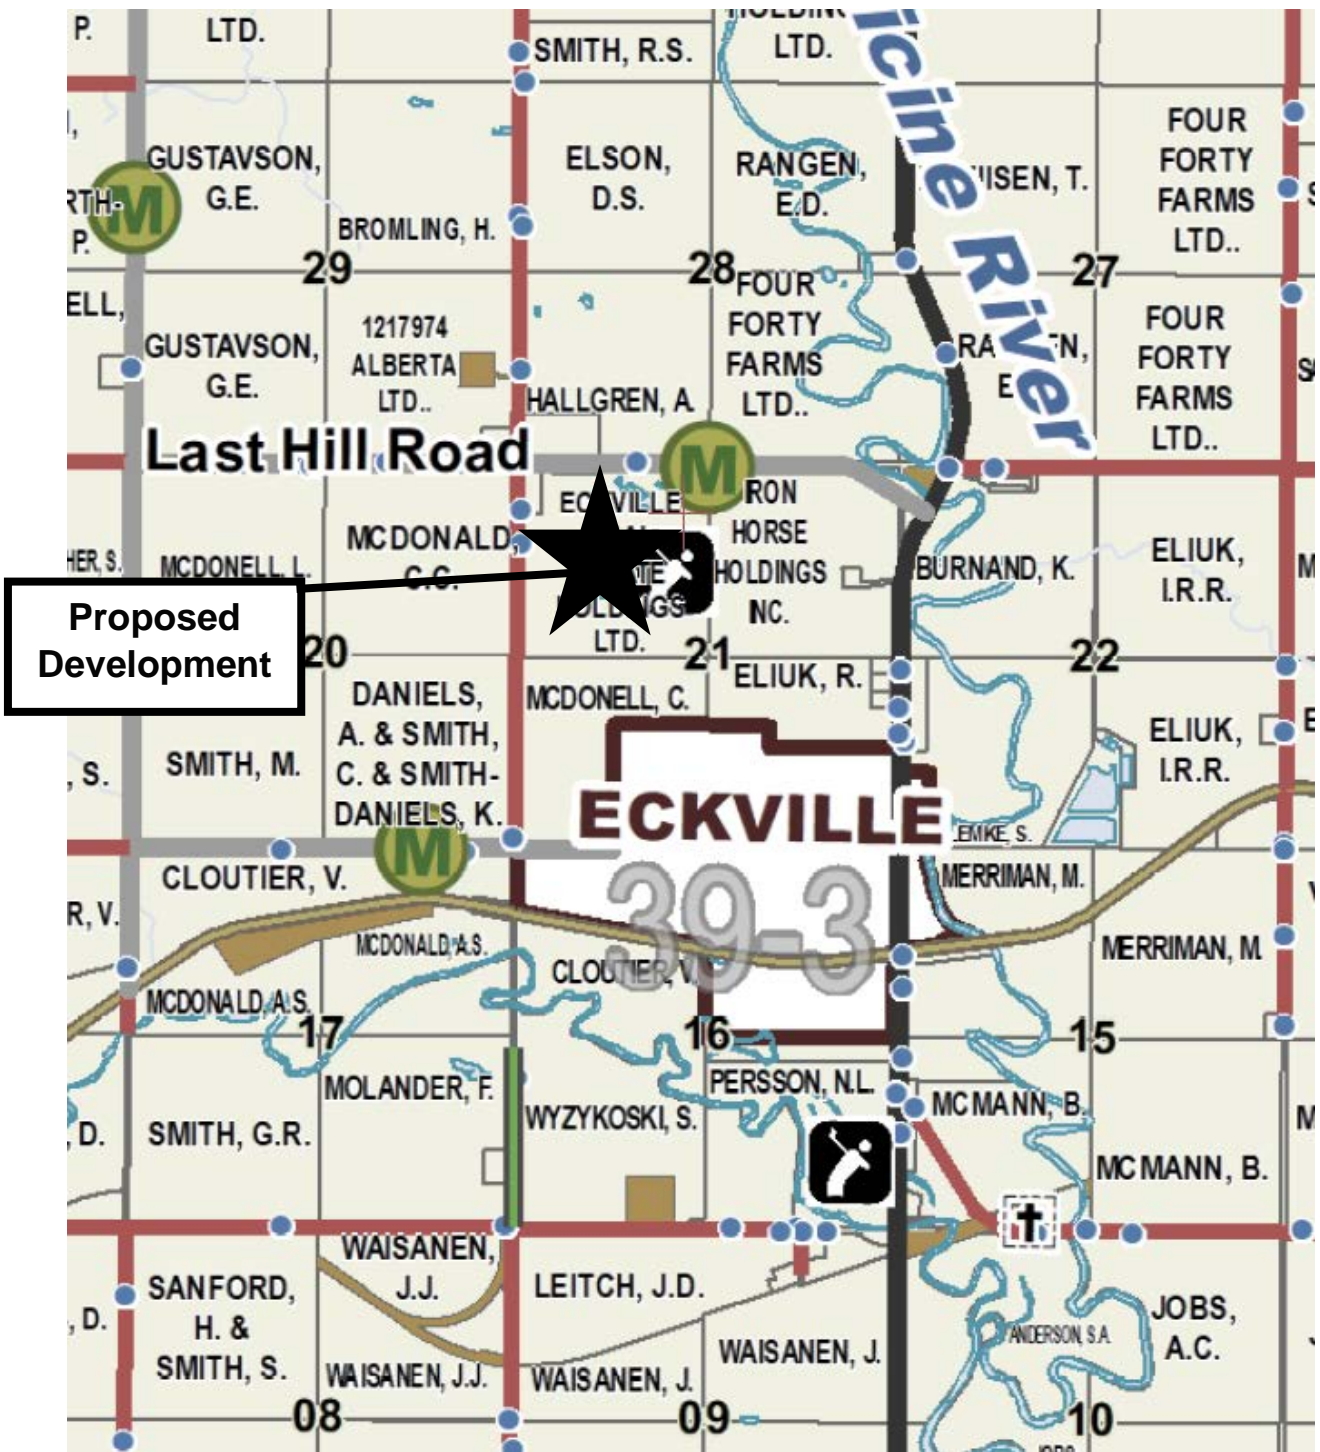 P.
LTD.
SMITH, R.S.
LTD.
icine River
GUSTAVSON,
G.E.
BROMLING, H.
ELSON,
D.S.
RANGEN,
E.D.
FOUR
FORTY
FARMS
LTD..
M
P.
29
28
27
ELL,
GUSTAVSON,
G.E.
1217974
ALBERTA
LTD..
HALLGREN, A.
FOUR
FORTY
FARMS
LTD..
FOUR
FORTY
FARMS
LTD..
Last Hill Road
M
MCDONELL, L.
MCDONALD,
C.C.
LTD.
IRON
HORSE
HOLDINGS
INC.
BURNAND, K.
ELIUK,
I.R.R.
HER, S.
Proposed
Development
20
21
22
DANIELS,
A. & SMITH,
C. & SMITH-
DANIELS, K.
SMITH, M.
, S.
MCDONELL, C.
ELIUK, R.
ELIUK,
I.R.R.
ECKVILLE
39-3
LEMKE, S.
M
CLOUTIER, V.
R, V.
MCDONALD, A.S.
MCDONALD, A.S.
CLOUTIER, V.
MERRIMAN, M.
MERRIMAN, M.
17
16
15
MOLANDER, F.
SMITH, G.R.
, D.
WYZYKOSKI, S.
PERSSON, N.L.
MCMANN, B.
MCMANN, B.
WAISANEN,
J.J.
SANFORD,
H. &
SMITH, S.
, D.
WAISANEN, J.J.
LEITCH, J.D.
WAISANEN, J.
WAISANEN, J.
ANDERSON, S.A.
JOBS,
A.C.
08
09
10